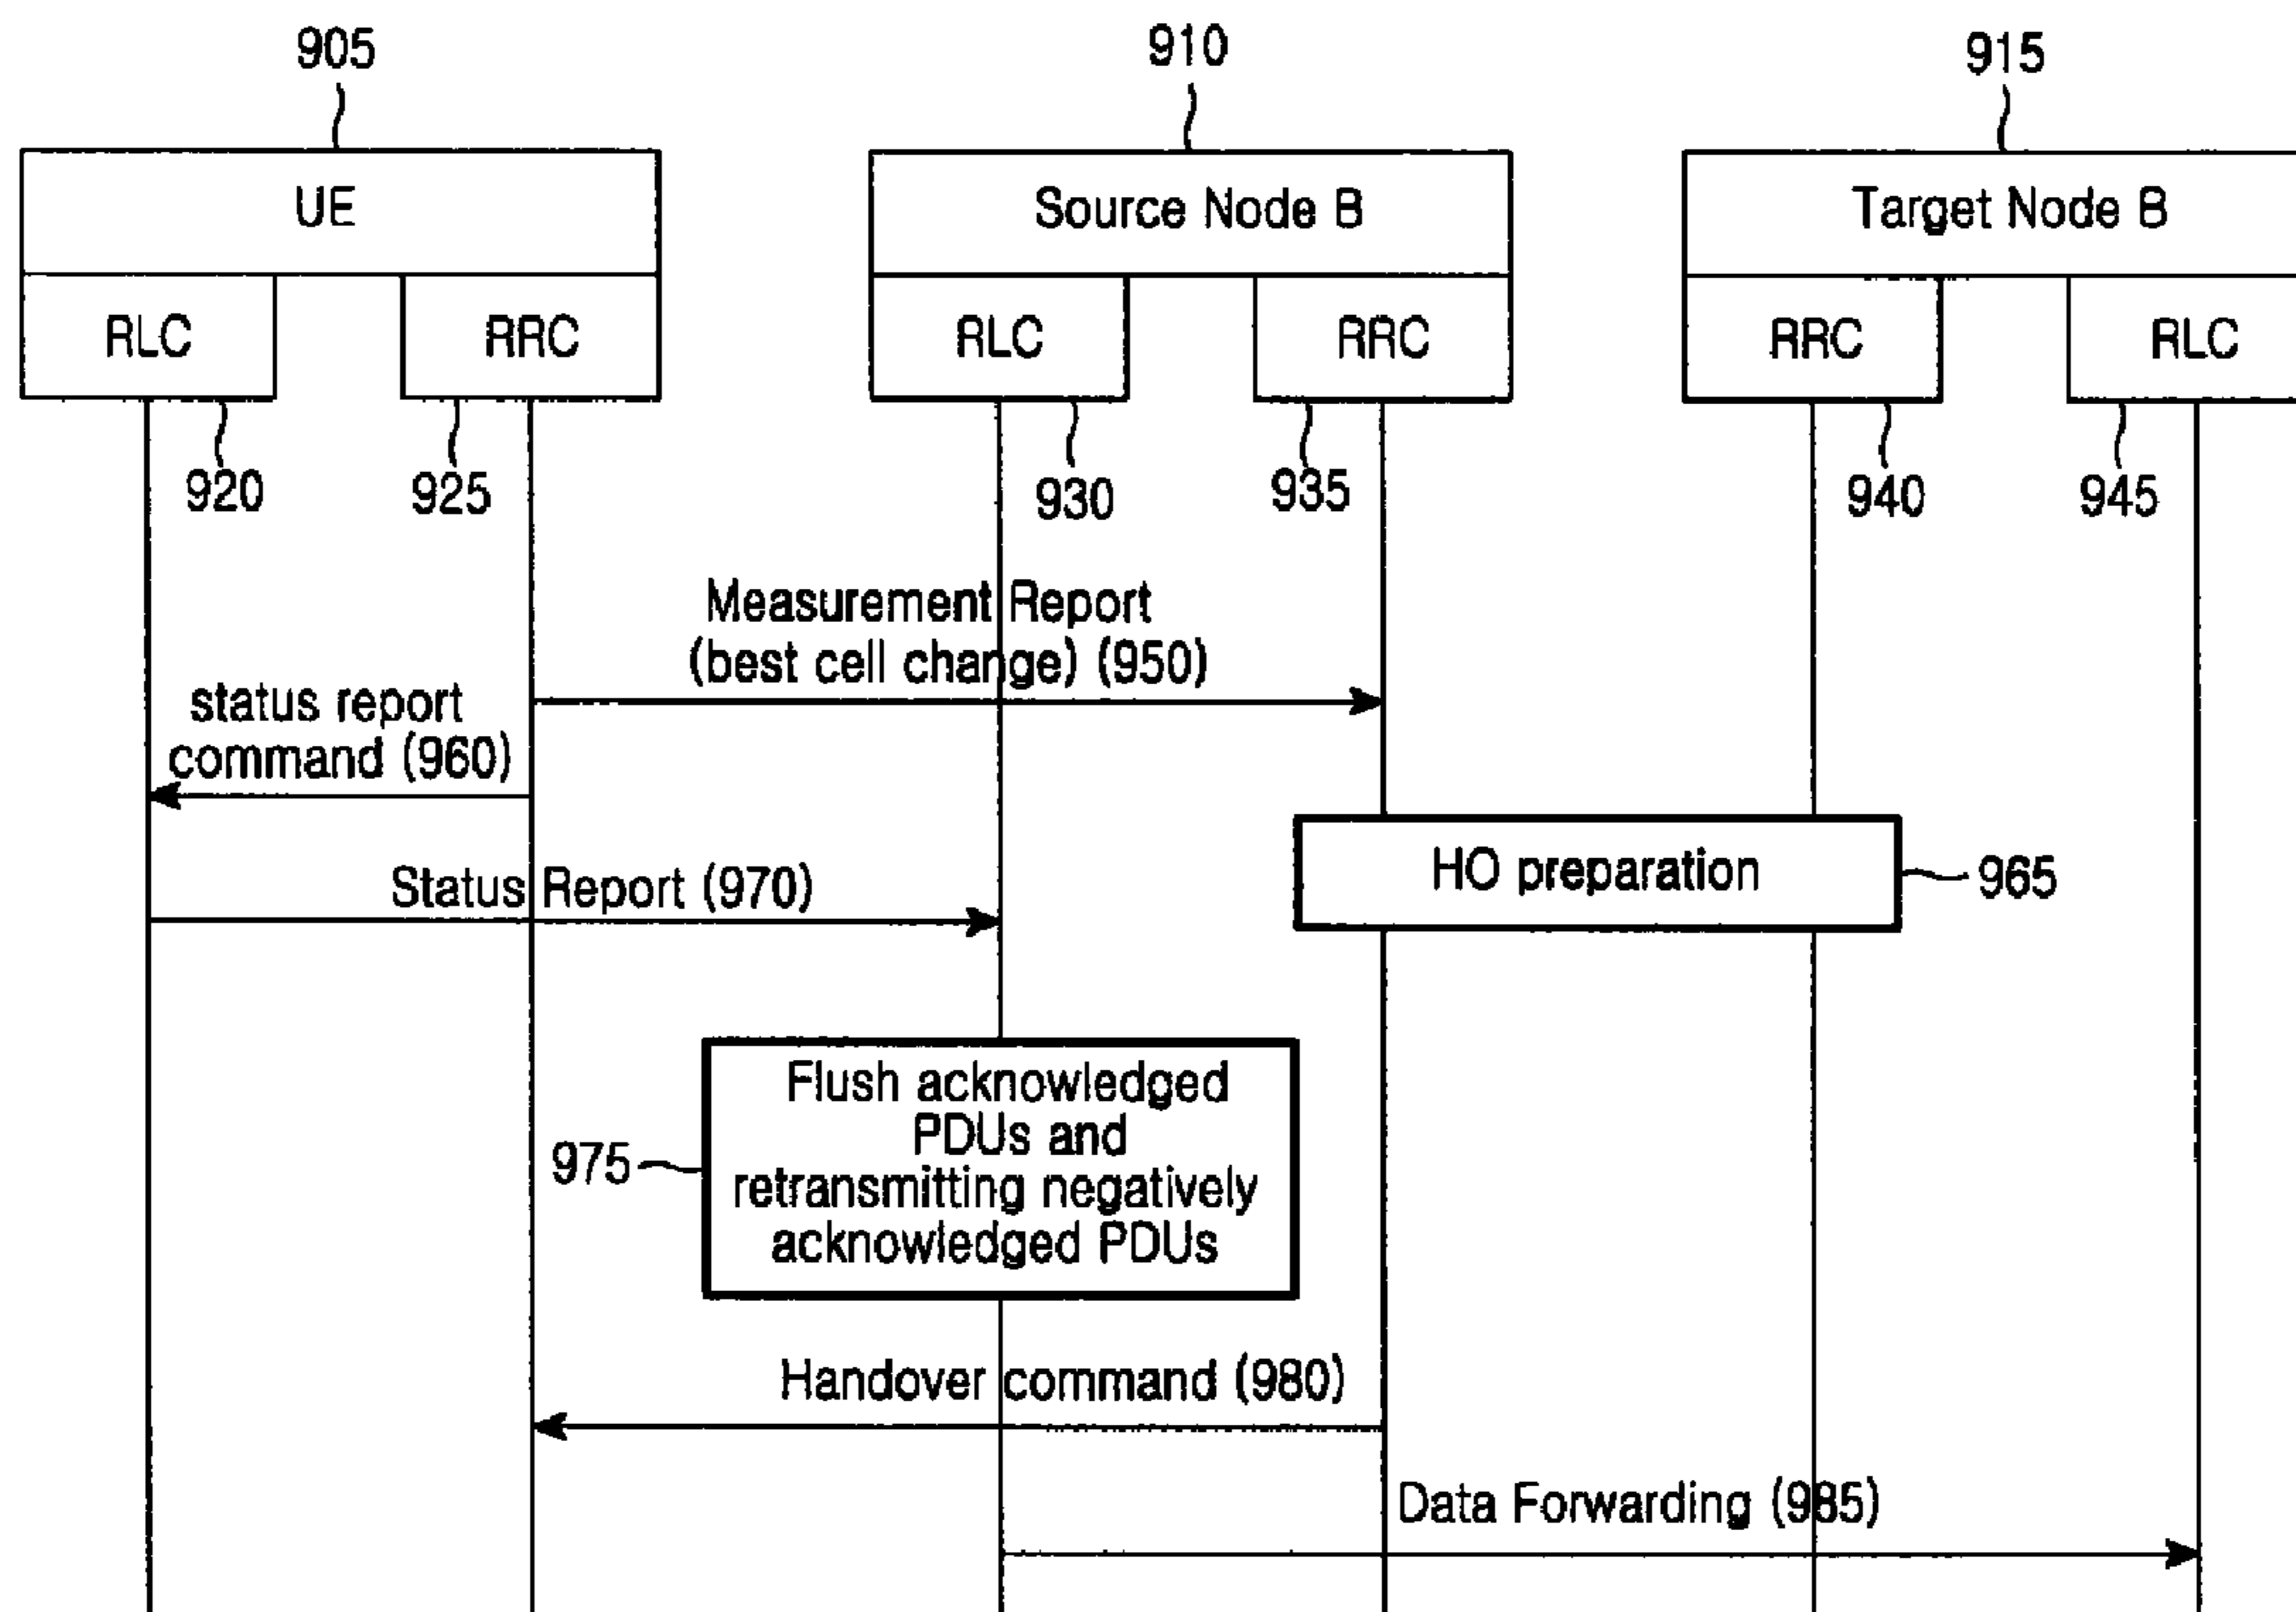 905
910
915
UE
Source Node B
Target Node B
RLC
RRC
RLC
RRC
RRC
RLC
920
925
930
935
940
945
Measurement Report
(best cell change) (950)
status report
command (960)
HO preparation
965
Status Report (970)
Flush acknowledged
PDUs and
retransmitting negatively
acknowledged PDUs
975
Handover command (980)
Data Forwarding (985)